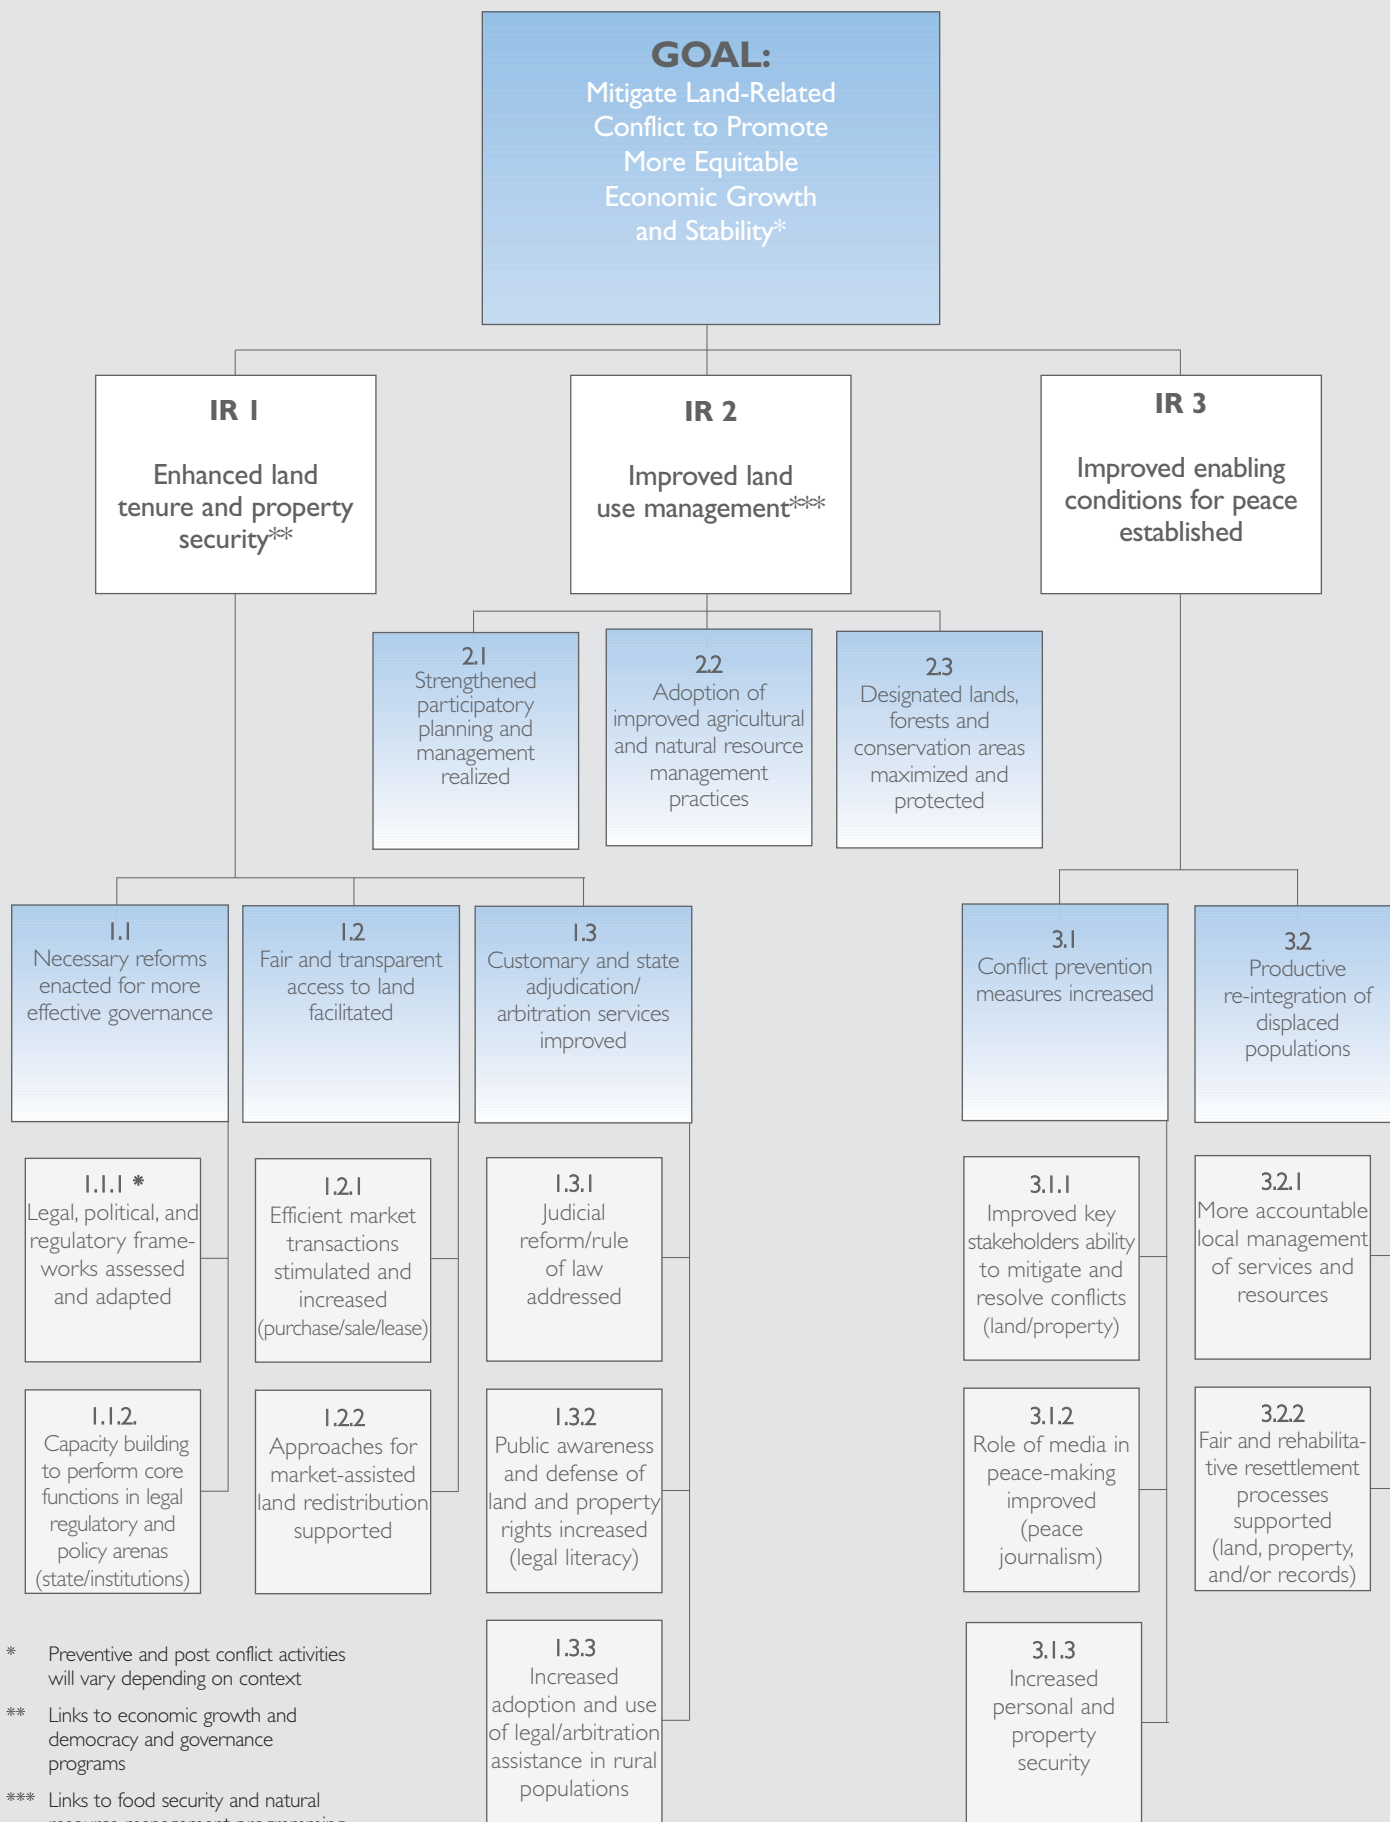 GOAL:
Mitigate Land-Related
Conflict to Promote
More Equitable
Economic Growth
and Stability*
IR 1
Enhanced land
tenure and property
security**
IR 2
Improved land
use management***
IR 3
Improved enabling
conditions for peace
established
2.1
Strengthened
participatory
planning and
management
realized
2.2
Adoption of
improved agricultural
and natural resource
management
practices
2.3
Designated lands,
forests and
conservation areas
maximized and
protected
1.1
Necessary reforms
enacted for more
effective governance
1.2
Fair and transparent
access to land
facilitated
1.3
Customary and state
adjudication/
arbitration services
improved
3.1
Conflict prevention
measures increased
3.2
Productive
re-integration of
displaced
populations
1.1.1 *
Legal, political, and
regulatory frame-
works assessed
and adapted
1.2.1
Efficient market
transactions
stimulated and
increased
(purchase/sale/lease)
1.3.1
Judicial
reform/rule
of law
addressed
3.1.1
Improved key
stakeholders ability
to mitigate and
resolve conflicts
(land/property)
3.2.1
More accountable
local management
of services and
resources
1.1.2.
Capacity building
to perform core
functions in legal
regulatory and
policy arenas
(state/institutions)
1.2.2
Approaches for
market-assisted
land redistribution
supported
1.3.2
Public awareness
and defense of
land and property
rights increased
(legal literacy)
3.1.2
Role of media in
peace-making
improved
(peace
journalism)
3.2.2
Fair and rehabilita-
tive resettlement
processes
supported
(land, property,
and/or records)
1.3.3
Increased
adoption and use
of legal/arbitration
assistance in rural
populations
3.1.3
Increased
personal and
property
security
* Preventive and post conflict activities
will vary depending on context
** Links to economic growth and
democracy and governance
programs
*** Links to food security and natural
resource management programming